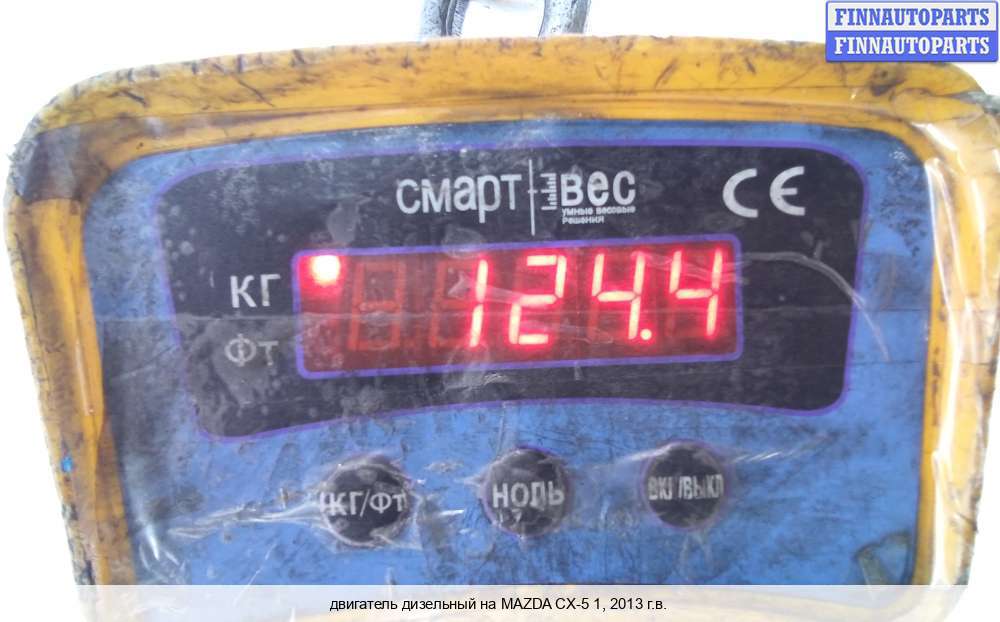 FINNAUTOPARTS
FINNAUTOPARTS
смарт вес
умные весовые
решения
CE
КГ
124.4
ФТ
КГ/ФТ
НОЛЬ
ВКЛ/ВЫКЛ
двигатель дизельный на MAZDA CX-5 1, 2013 г.в.